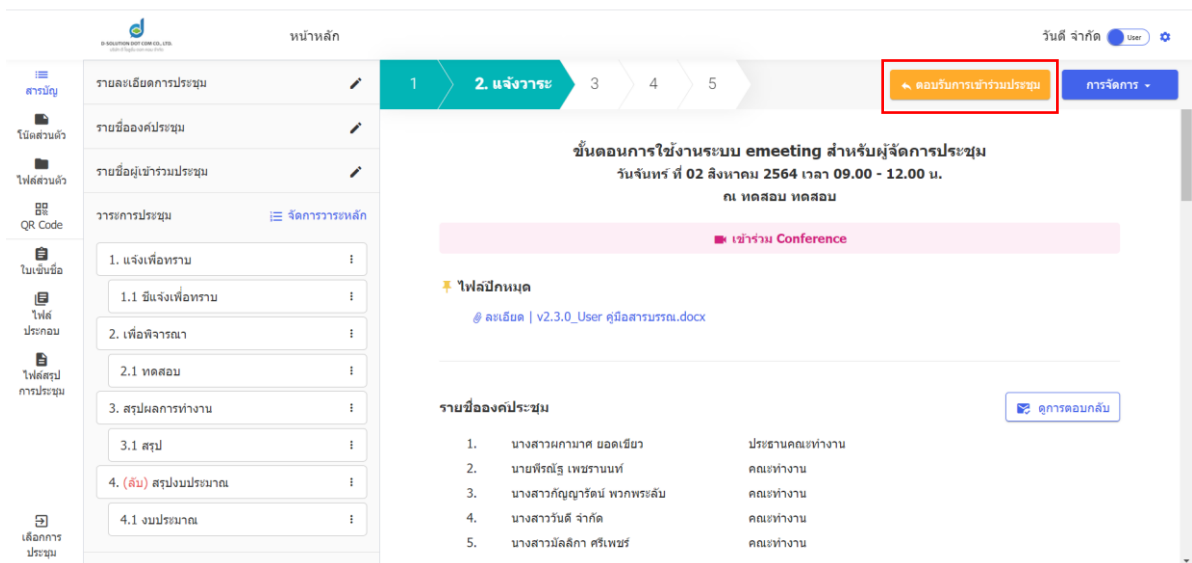 D-SOLUTION DOT COM CO., LTD.
หน้าหลัก
วันดี จำกัด
User
สารบัญ
โน้ตส่วนตัว
ไฟล์ส่วนตัว
QR Code
ใบเซ็นชื่อ
ไฟล์
ประกอบ
ไฟล์สรุป
การประชุม
เลือกการ
ประชุม
รายละเอียดการประชุม
รายชื่อองค์ประชุม
รายชื่อผู้เข้าร่วมประชุม
วาระการประชุม
จัดการวาระหลัก
1. แจ้งเพื่อทราบ
1.1 ชี้แจ้งเพื่อทราบ
2. เพื่อพิจารณา
2.1 ทดสอบ
3. สรุปผลการทำงาน
3.1 สรุป
4. (ลับ) สรุปงบประมาณ
4.1 งบประมาณ
1
2. แจ้งวาระ
3
4
5
ตอบรับการเข้าร่วมประชุม
การจัดการ
ขั้นตอนการใช้งานระบบ emeeting สำหรับผู้จัดการประชุม
วันจันทร์ ที่ 02 สิงหาคม 2564 เวลา 09.00 - 12.00 น.
ณ ทดสอบ ทดสอบ
เข้าร่วม Conference
ไฟล์ปักหมุด
ละเอียด | v2.3.0_User คู่มือสารบรรณ.docx
รายชื่อองค์ประชุม
ดูการตอบกลับ
1. นางสาวผกามาศ ยอดเขียว ประธานคณะทำงาน
2. นายพีรณัฐ เพชรานนท์ คณะทำงาน
3. นางสาวกัญญารัตน์ พวกพระลับ คณะทำงาน
4. นางสาววันดี จำกัด คณะทำงาน
5. นางสาวมัลลิกา ศรีเพชร์ คณะทำงาน